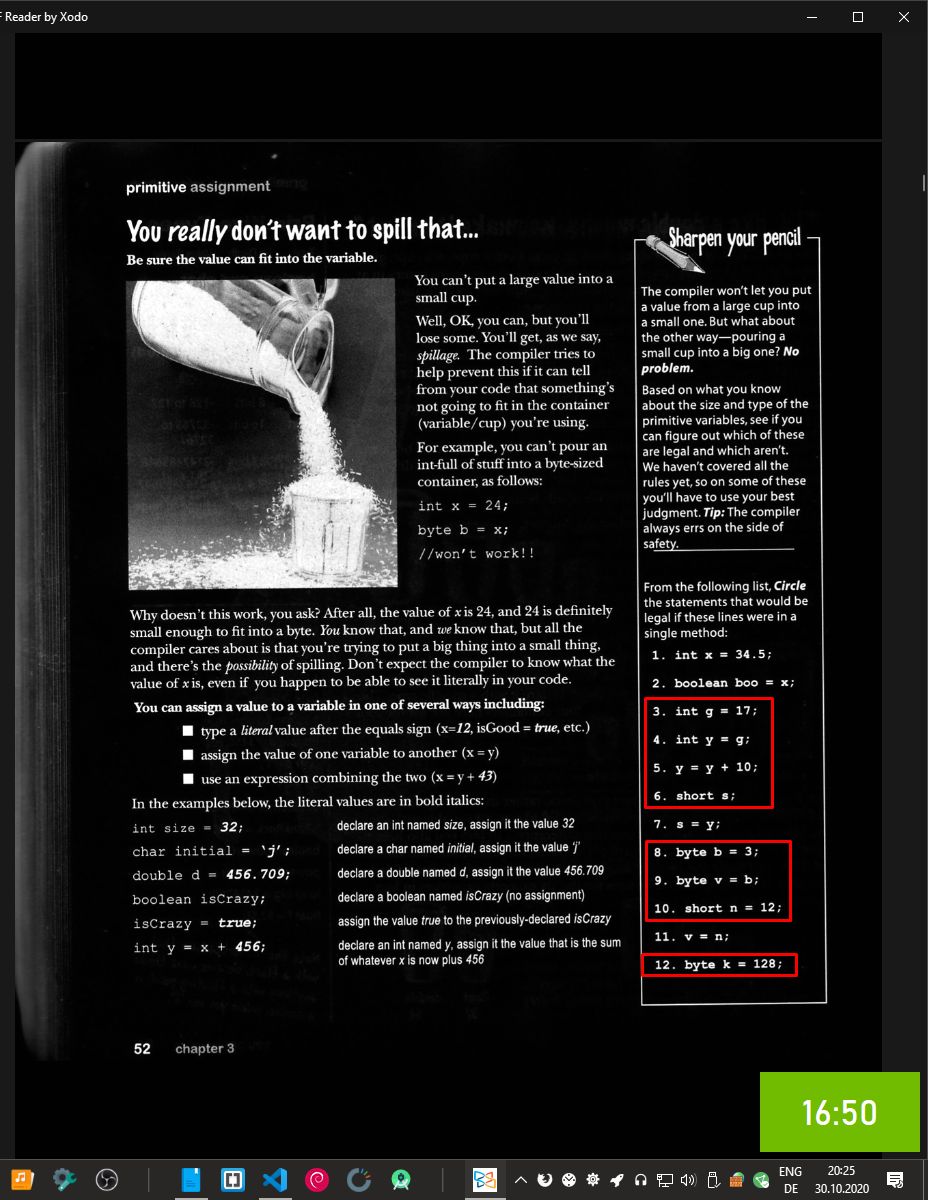 F Reader by Xodo
primitive assignment
You really don't want to spill that...
Be sure the value can fit into the variable.
You can't put a large value into a
small cup.
Well, OK, you can, but you'll
lose some. You'll get, as we say,
spillage. The compiler tries to
help prevent this if it can tell
from your code that something's
not going to fit in the container
(variable/cup) you're using.
For example, you can't pour an
int-full of stuff into a byte-sized
container, as follows:
int x = 24;
byte b = x;
//won't work!!
Why doesn't this work, you ask? After all, the value of x is 24, and 24 is definitely
small enough to fit into a byte. You know that, and we know that, but all the
compiler cares about is that you're trying to put a big thing into a small thing,
and there's the possibility of spilling. Don't expect the compiler to know what the
value of x is, even if you happen to be able to see it literally in your code.
You can assign a value to a variable in one of several ways including:
■ type a literal value after the equals sign (x=12, isGood = true, etc.)
■ assign the value of one variable to another (x = y)
■ use an expression combining the two (x = y + 43)
In the examples below, the literal values are in bold italics:
int size = 32; declare an int named size, assign it the value 32
char initial = 'j'; declare a char named initial, assign it the value 'j'
double d = 456.709; declare a double named d, assign it the value 456.709
boolean isCrazy; declare a boolean named isCrazy (no assignment)
isCrazy = true; assign the value true to the previously-declared isCrazy
int y = x + 456; declare an int named y, assign it the value that is the sum
of whatever x is now plus 456
Sharpen your pencil
The compiler won't let you put
a value from a large cup into
a small one. But what about
the other way—pouring a
small cup into a big one? No
problem.
Based on what you know
about the size and type of the
primitive variables, see if you
can figure out which of these
are legal and which aren't.
We haven't covered all the
rules yet, so on some of these
you'll have to use your best
judgment. Tip: The compiler
always errs on the side of
safety.
From the following list, Circle
the statements that would be
legal if these lines were in a
single method:
1. int x = 34.5;
2. boolean boo = x;
3. int g = 17;
4. int y = g;
5. y = y + 10;
6. short s;
7. s = y;
8. byte b = 3;
9. byte v = b;
10. short n = 12;
11. v = n;
12. byte k = 128;
52 chapter 3
16:50
ENG 20:25
DE 30.10.2020